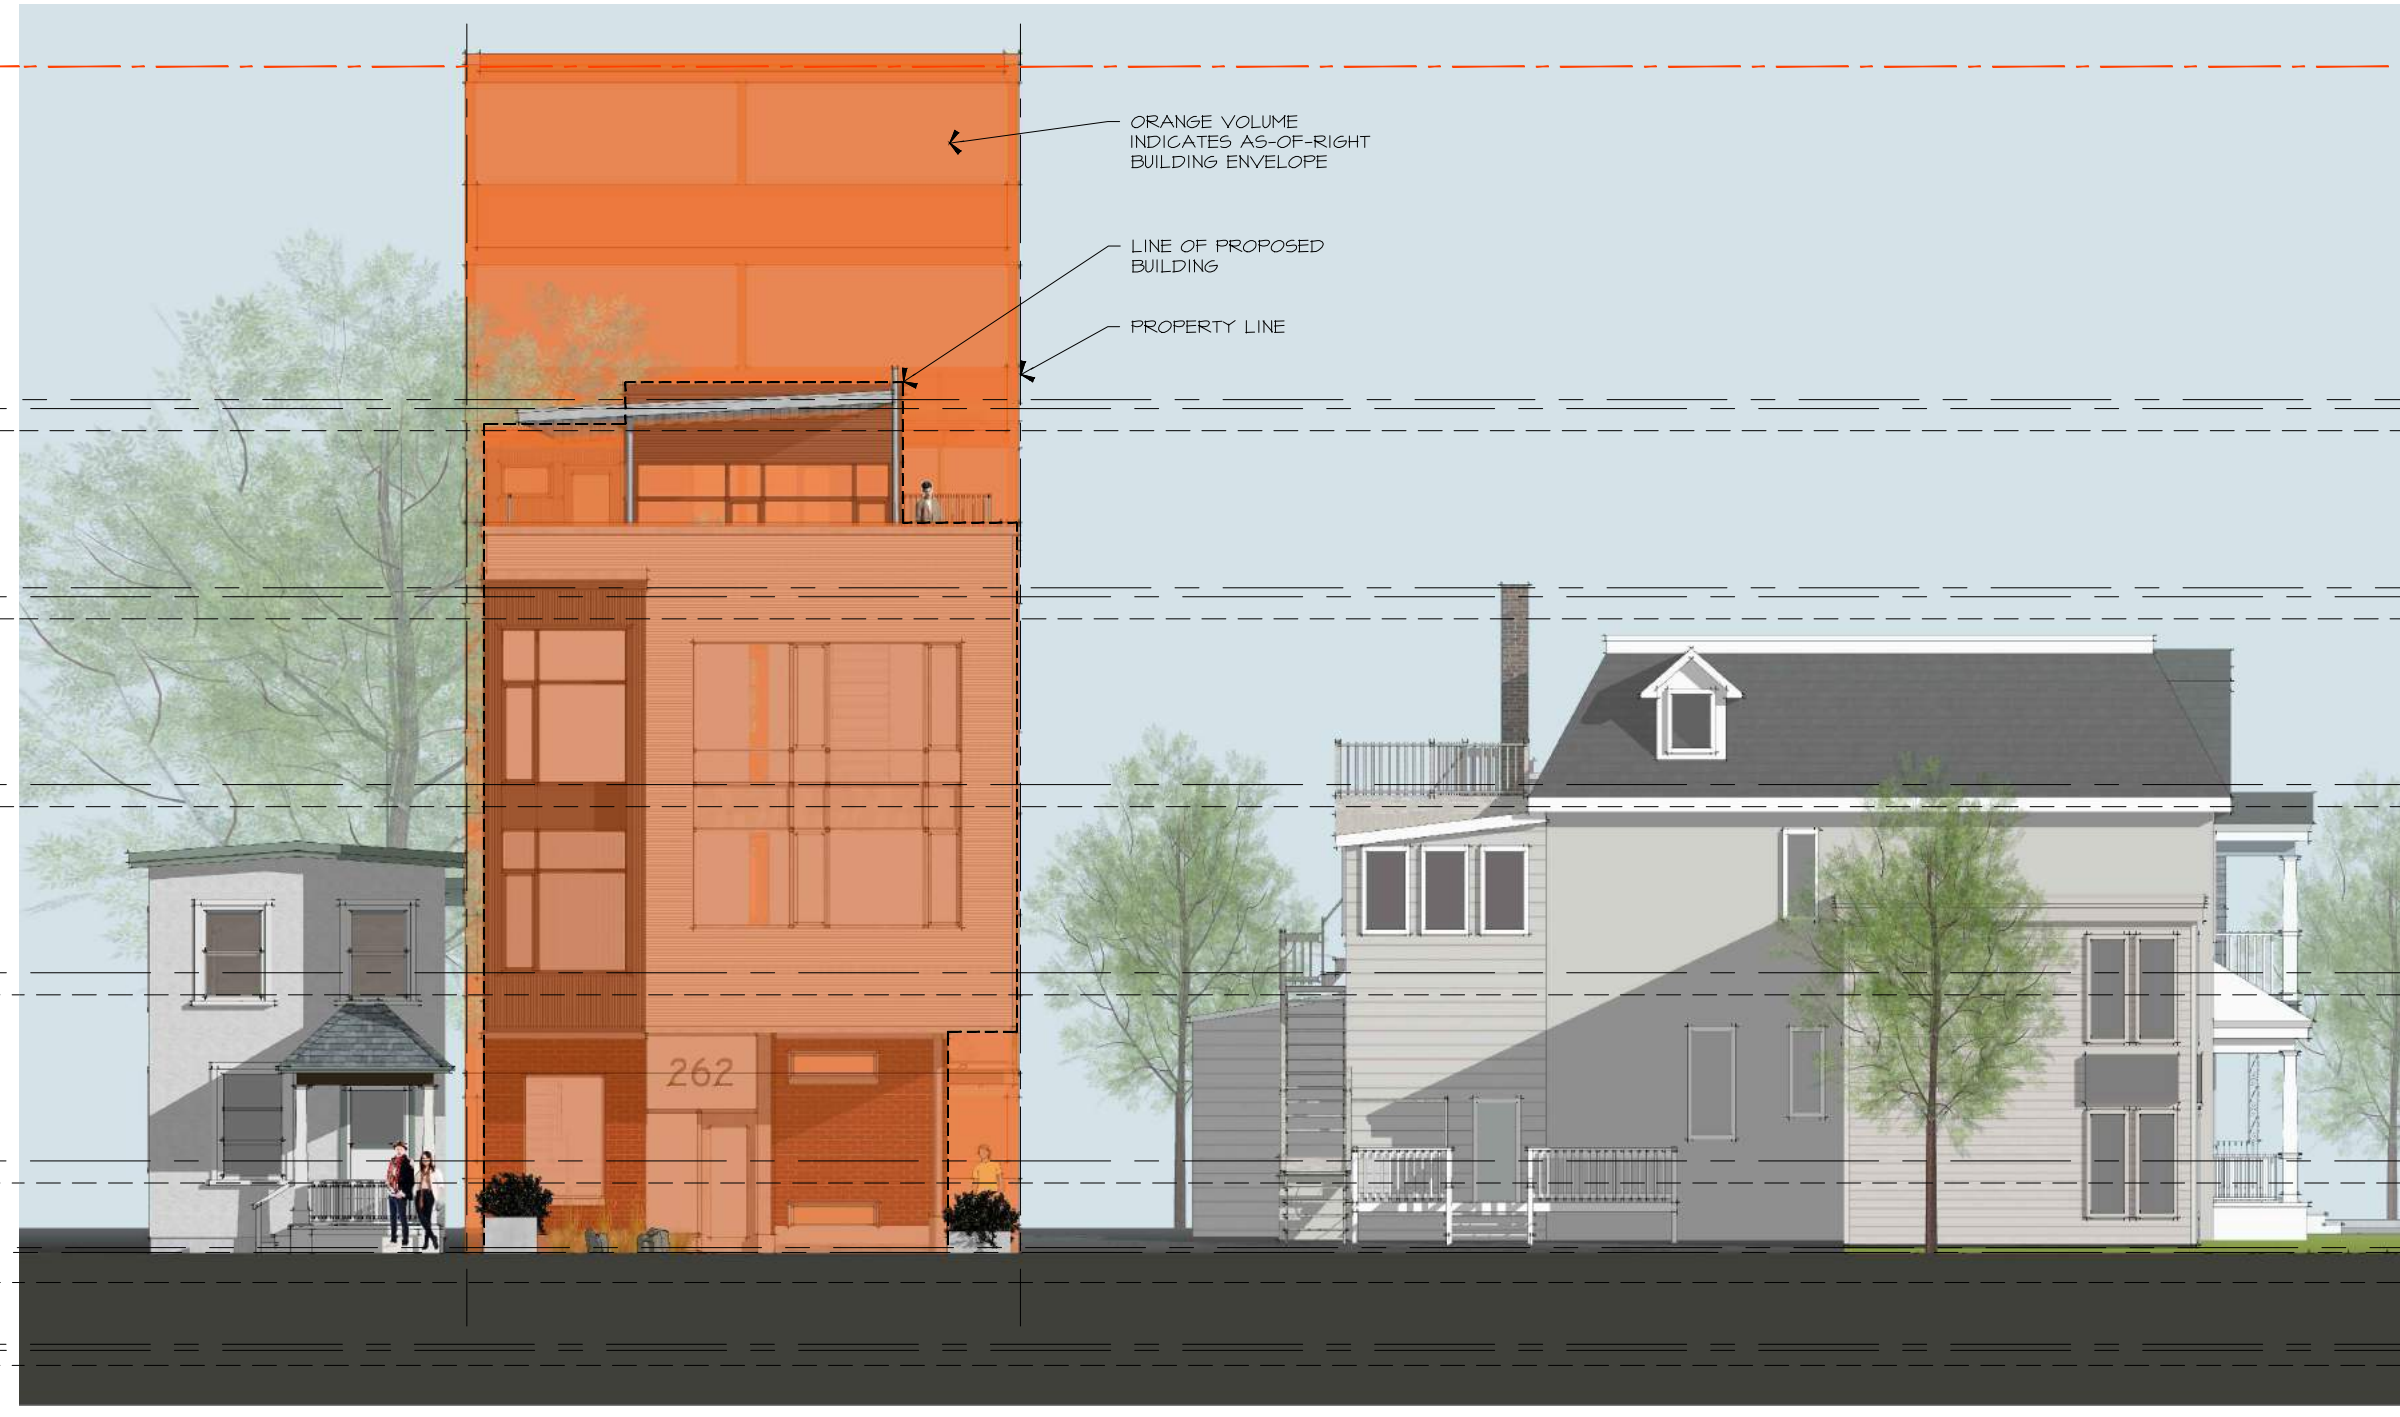 ORANGE VOLUME
INDICATES AS-OF-RIGHT
BUILDING ENVELOPE
LINE OF PROPOSED
BUILDING
PROPERTY LINE
262